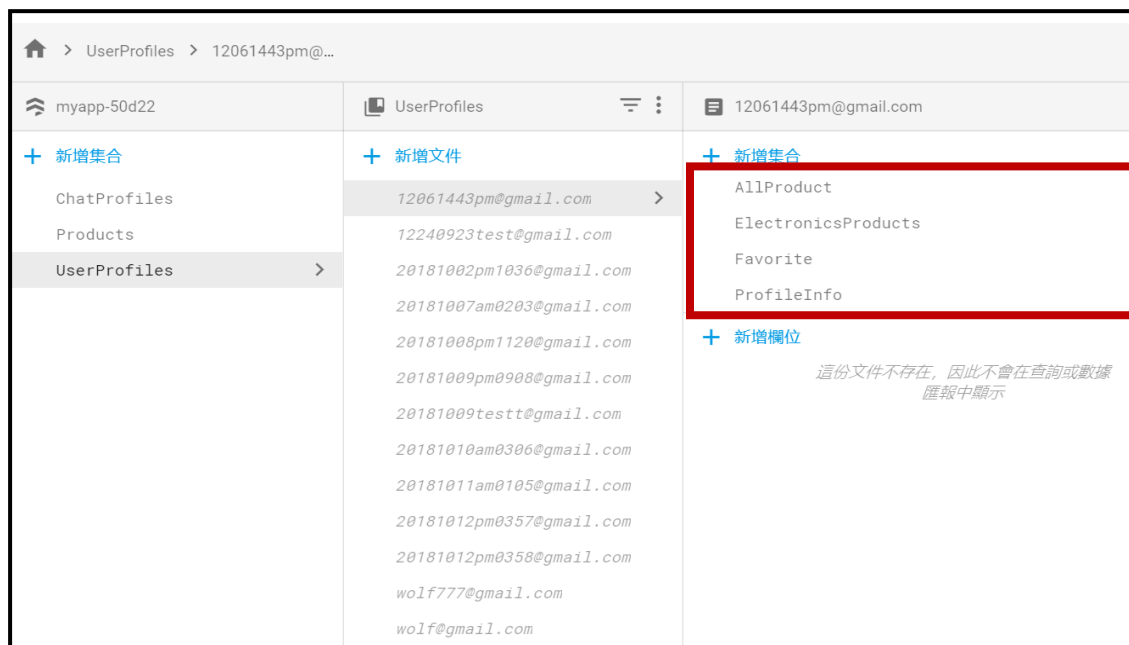 UserProfiles > 12061443pm@...
myapp-50d22
新增集合
ChatProfiles
Products
UserProfiles
UserProfiles
新增文件
12061443pm@gmail.com
12240923test@gmail.com
20181002pm1036@gmail.com
20181007am0203@gmail.com
20181008pm1120@gmail.com
20181009pm0908@gmail.com
20181009testt@gmail.com
20181010am0306@gmail.com
20181011am0105@gmail.com
20181012pm0357@gmail.com
20181012pm0358@gmail.com
wolf777@gmail.com
wolf@gmail.com
12061443pm@gmail.com
新增集合
AllProduct
ElectronicsProducts
Favorite
ProfileInfo
新增欄位
這份文件不存在，因此不會在查詢或數據
匯報中顯示